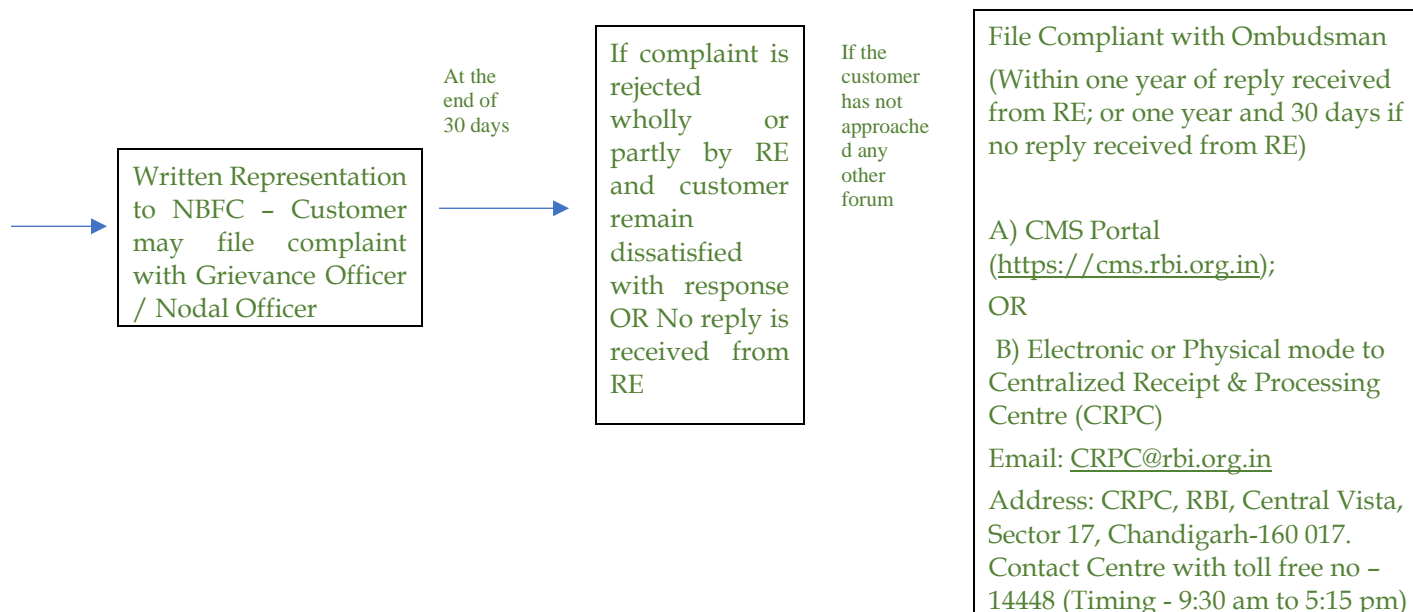 Written Representation
to NBFC – Customer
may file complaint
with Grievance Officer
/ Nodal Officer
At the
end of
30 days
If complaint is
rejected
wholly or
partly by RE
and customer
remain
dissatisfied
with response
OR No reply is
received from
RE
If the
customer
has not
approache
d any
other
forum
File Compliant with Ombudsman
(Within one year of reply received
from RE; or one year and 30 days if
no reply received from RE)
A) CMS Portal
(https://cms.rbi.org.in);
OR
B) Electronic or Physical mode to
Centralized Receipt & Processing
Centre (CRPC)
Email: CRPC@rbi.org.in
Address: CRPC, RBI, Central Vista,
Sector 17, Chandigarh-160 017.
Contact Centre with toll free no –
14448 (Timing - 9:30 am to 5:15 pm)